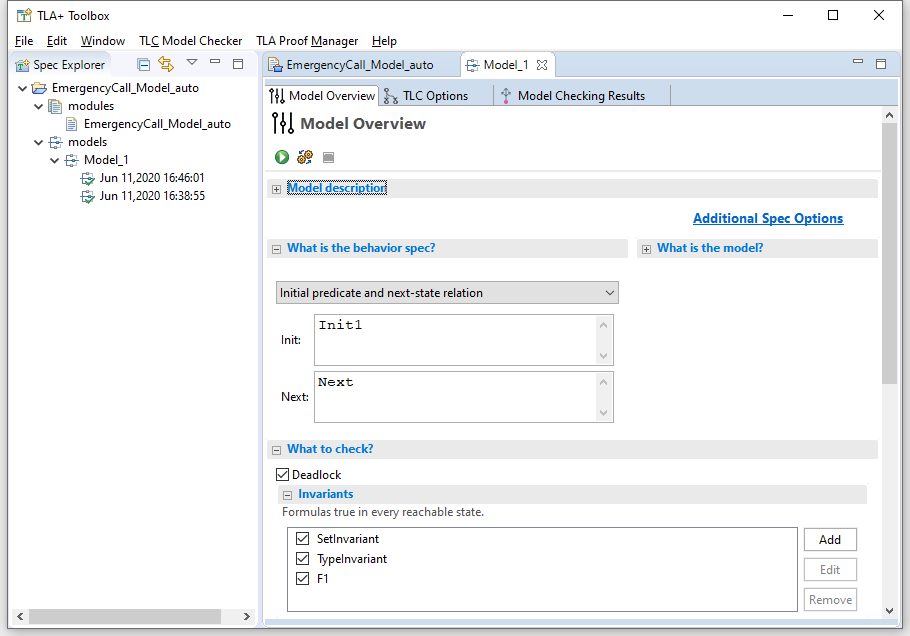 TLA+ Toolbox
File Edit Window TLC Model Checker TLA Proof Manager Help
Spec Explorer
EmergencyCall_Model_auto
modules
EmergencyCall_Model_auto
models
Model_1
Jun 11,2020 16:46:01
Jun 11,2020 16:38:55
EmergencyCall_Model_auto Model_1
Model Overview TLC Options Model Checking Results
Model Overview
Model description
Additional Spec Options
What is the behavior spec? What is the model?
Initial predicate and next-state relation
Init: Init1
Next: Next
What to check?
Deadlock
Invariants
Formulas true in every reachable state.
SetInvariant
TypeInvariant
F1
Add
Edit
Remove